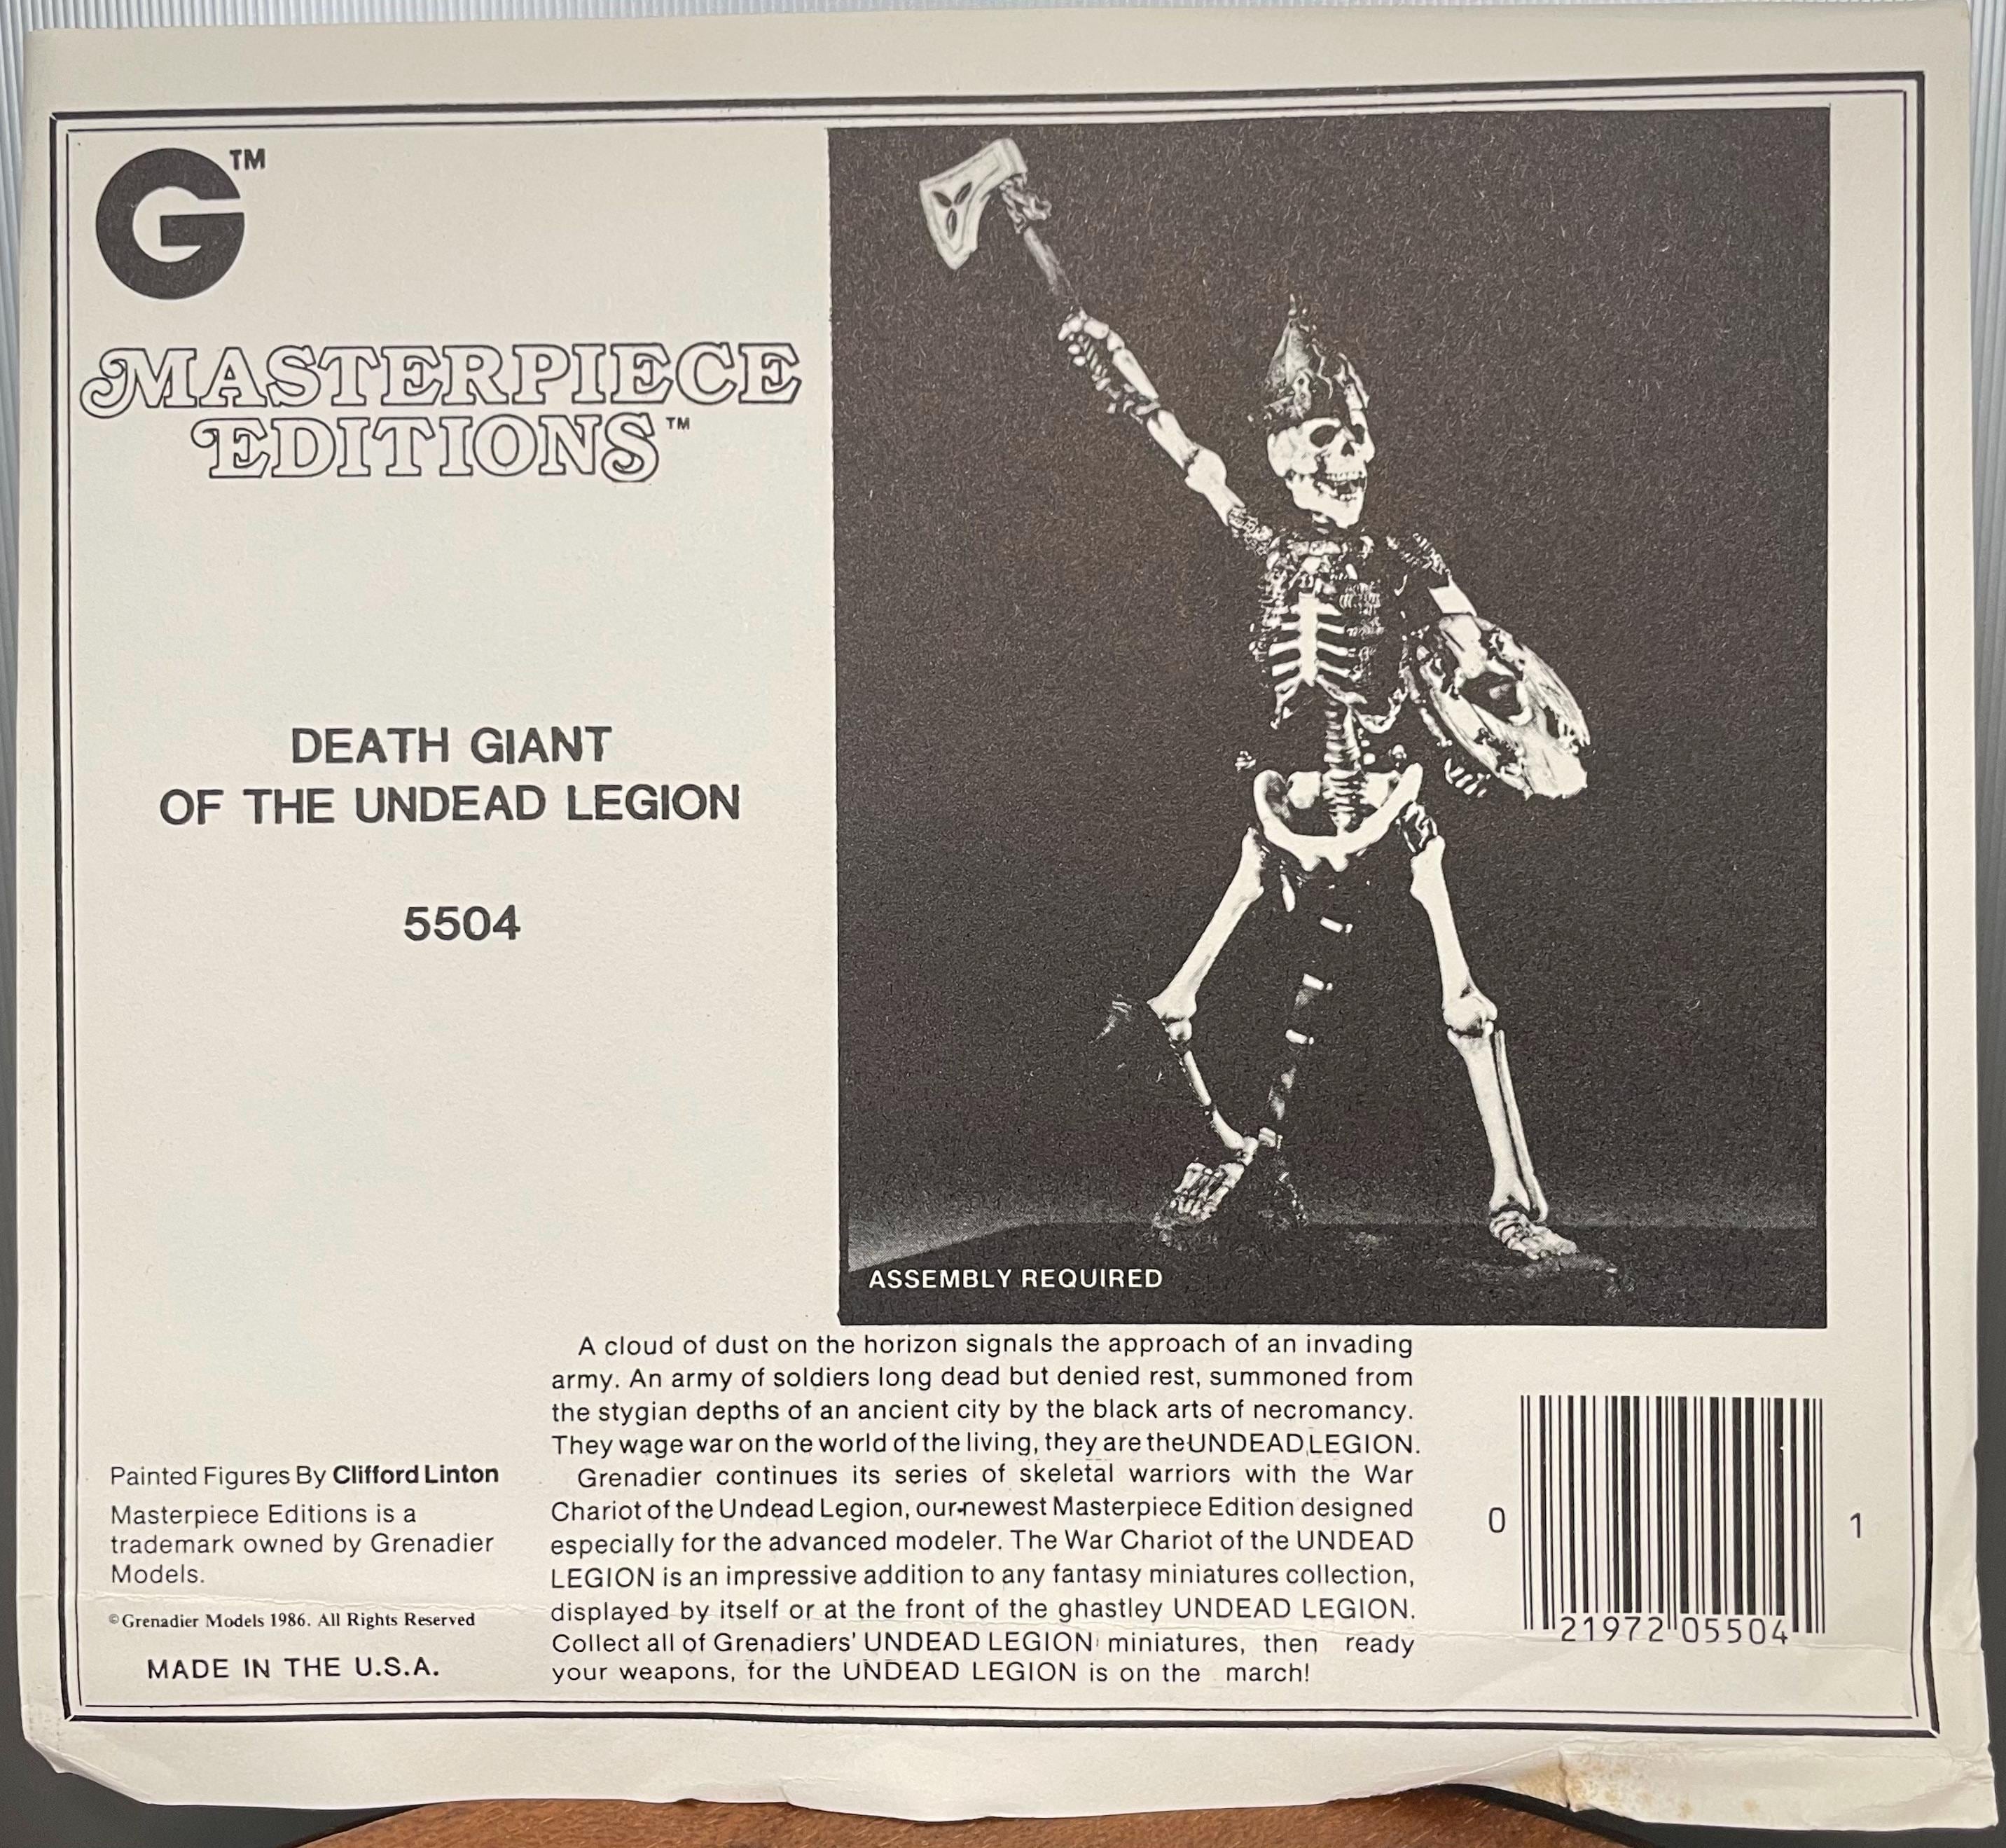 G™
MASTERPIECE
EDITIONS™
DEATH GIANT
OF THE UNDEAD LEGION
5504
ASSEMBLY REQUIRED
A cloud of dust on the horizon signals the approach of an invading
army. An army of soldiers long dead but denied rest, summoned from
the stygian depths of an ancient city by the black arts of necromancy.
They wage war on the world of the living, they are the UNDEAD LEGION.
Grenadier continues its series of skeletal warriors with the War
Chariot of the Undead Legion, our newest Masterpiece Edition designed
especially for the advanced modeler. The War Chariot of the UNDEAD
LEGION is an impressive addition to any fantasy miniatures collection,
displayed by itself or at the front of the ghastley UNDEAD LEGION.
Collect all of Grenadiers' UNDEAD LEGION miniatures, then ready
your weapons, for the UNDEAD LEGION is on the march!
Painted Figures By Clifford Linton
Masterpiece Editions is a
trademark owned by Grenadier
Models.
©Grenadier Models 1986. All Rights Reserved
MADE IN THE U.S.A.
0 21972 05504 1